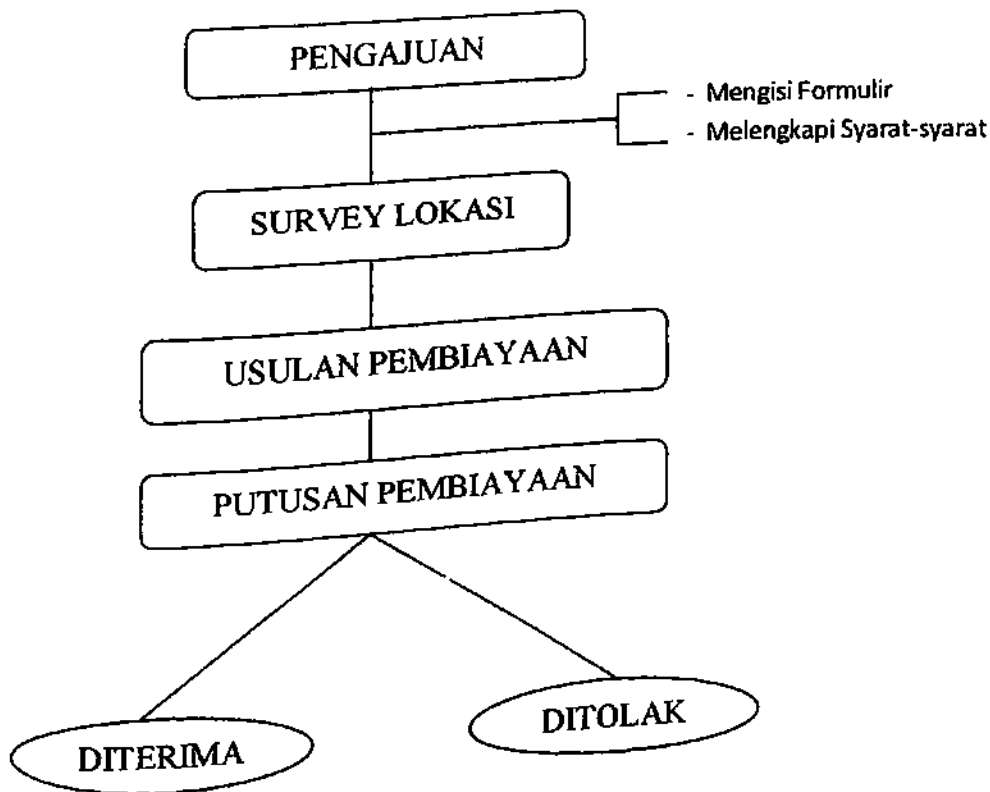 PENGAJUAN
- Mengisi Formulir
- Melengkapi Syarat-syarat
SURVEY LOKASI
USULAN PEMBIAYAAN
PUTUSAN PEMBIAYAAN
DITERIMA
DITOLAK